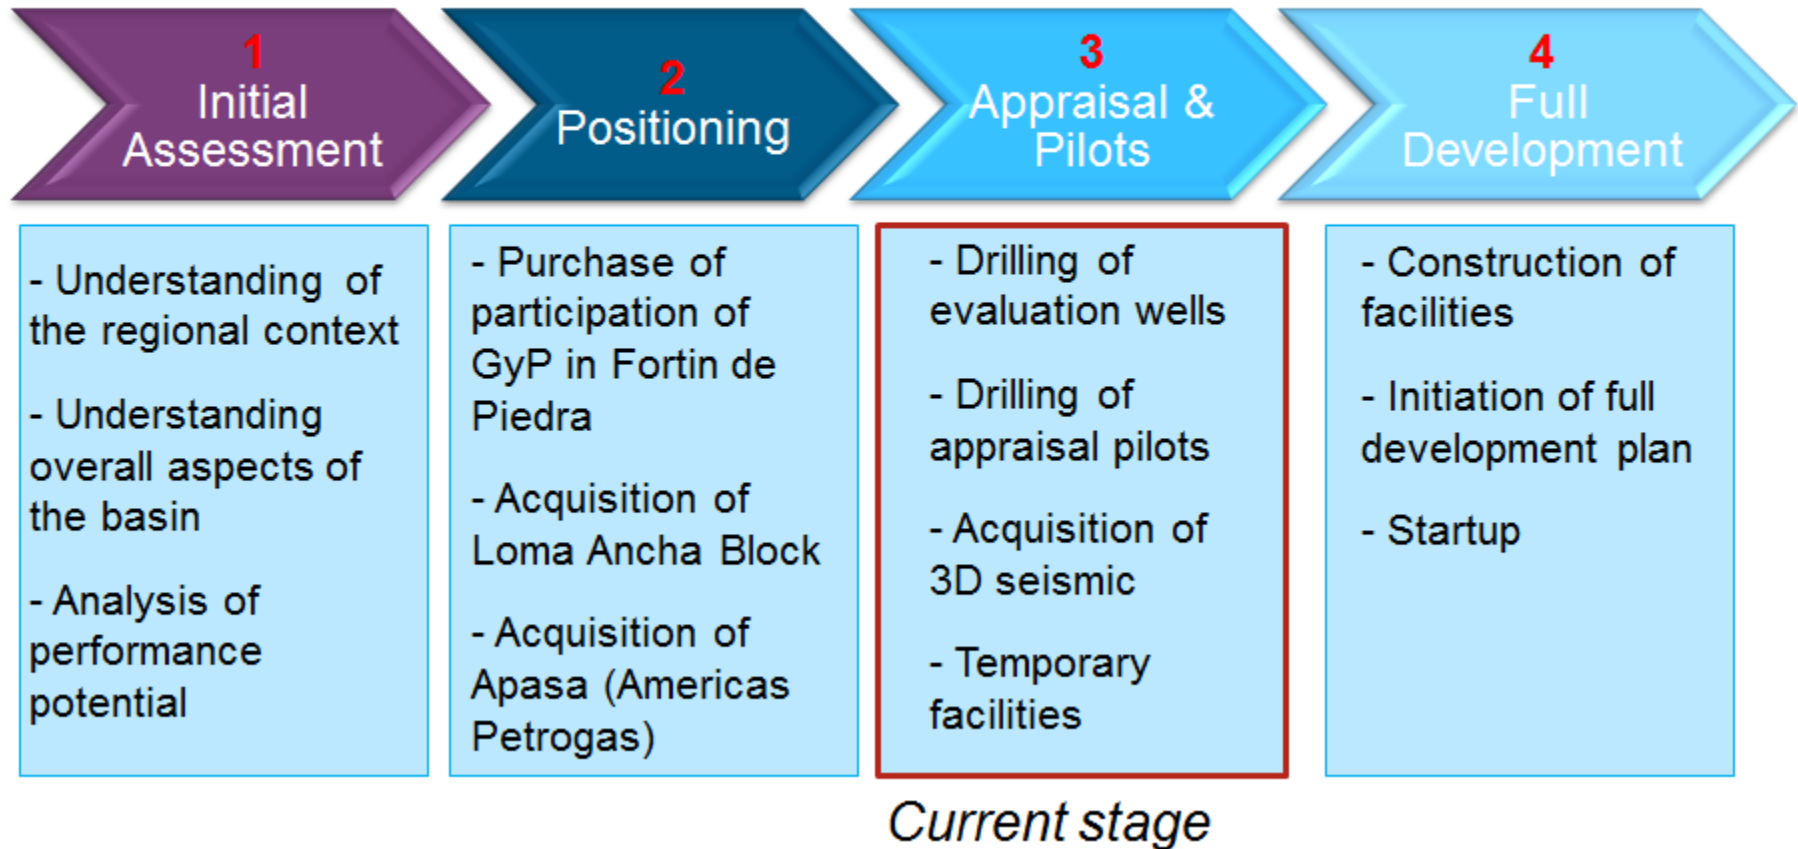 1
Initial
Assessment
2
Positioning
3
Appraisal &
Pilots
4
Full
Development
- Understanding of
the regional context
- Understanding
overall aspects of
the basin
- Analysis of
performance
potential
- Purchase of
participation of
GyP in Fortin de
Piedra
- Acquisition of
Loma Ancha Block
- Acquisition of
Apasa (Americas
Petrogas)
- Drilling of
evaluation wells
- Drilling of
appraisal pilots
- Acquisition of
3D seismic
- Temporary
facilities
- Construction of
facilities
- Initiation of full
development plan
- Startup
Current stage